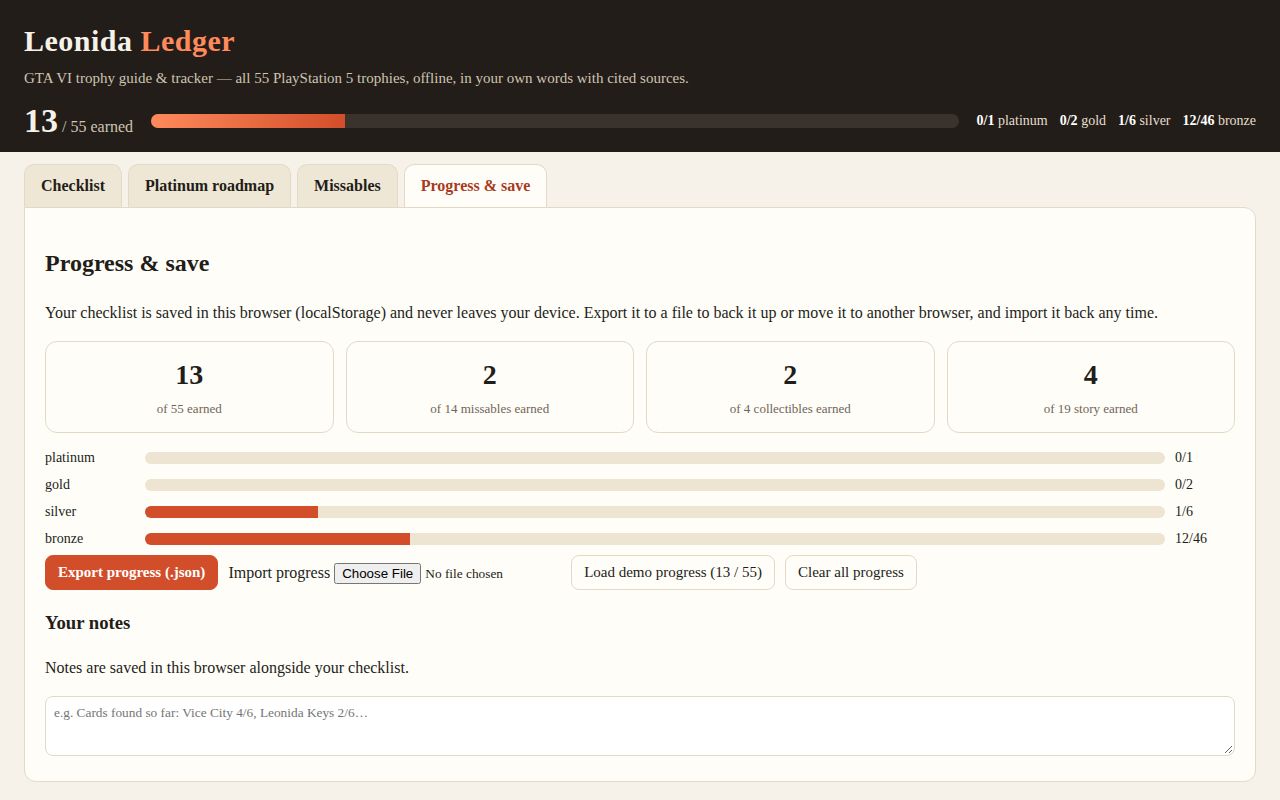 Leonida Ledger
GTA VI trophy guide & tracker — all 55 PlayStation 5 trophies, offline, in your own words with cited sources.
13 / 55 earned
0/1 platinum 0/2 gold 1/6 silver 12/46 bronze
Checklist
Platinum roadmap
Missables
Progress & save
Progress & save
Your checklist is saved in this browser (localStorage) and never leaves your device. Export it to a file to back it up or move it to another browser, and import it back any time.
13
of 55 earned
2
of 14 missables earned
2
of 4 collectibles earned
4
of 19 story earned
platinum 0/1
gold 0/2
silver 1/6
bronze 12/46
Export progress (.json) Import progress Choose File No file chosen Load demo progress (13 / 55) Clear all progress
Your notes
Notes are saved in this browser alongside your checklist.
e.g. Cards found so far: Vice City 4/6, Leonida Keys 2/6…